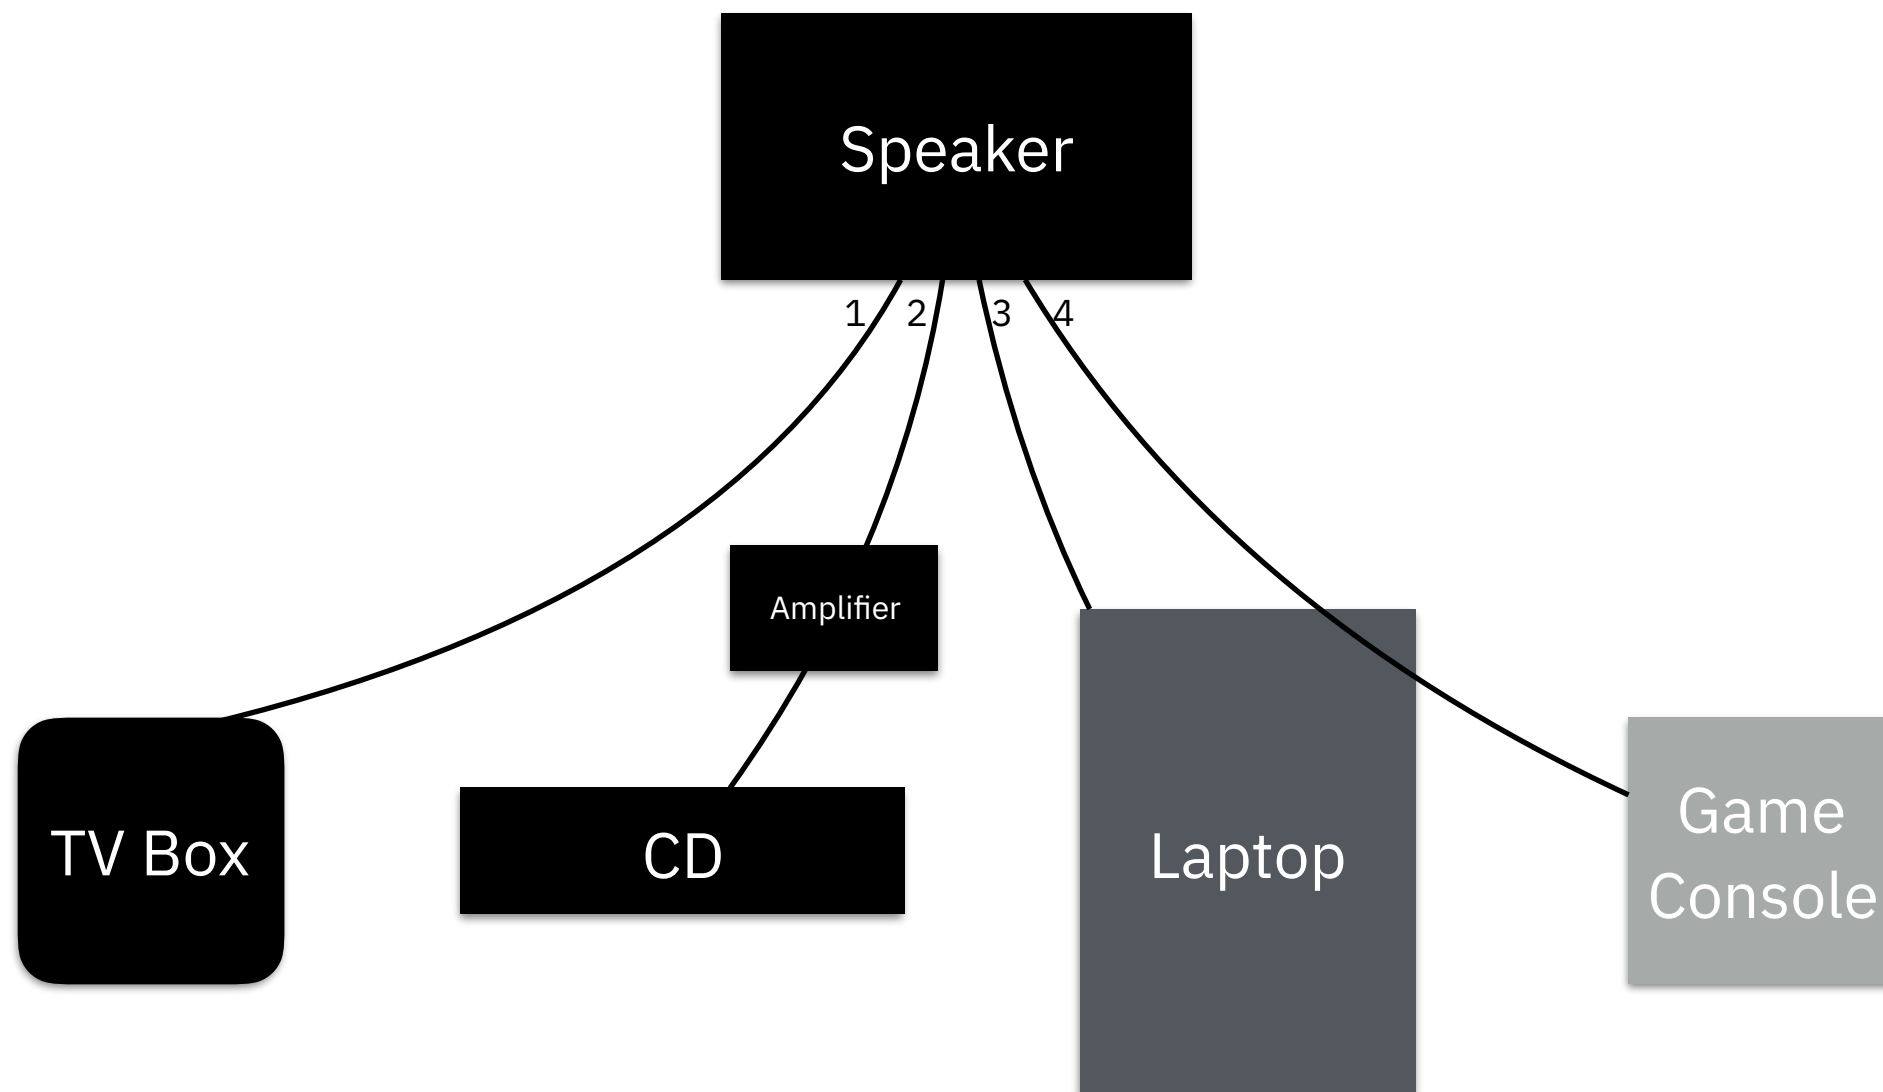 Speaker
1 2 3 4
Amplifier
TV Box
CD
Laptop
Game
Console